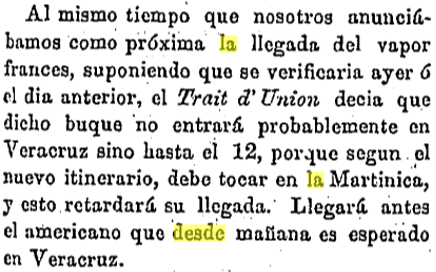 Al mismo tiempo que nosotros anunciá-
bamos como próxima la llegada del vapor
frances, suponiendo que se verificaria ayer ó
el dia anterior, el Trait d' Union decia que
dicho buque no entrará probablemente en
Veracruz sino hasta el 12, porque segun el
nuevo itinerario, debe tocar en la Martinica,
y esto retardará su llegada. Llegará antes
el americano que desde mañana es esperado
en Veracruz.